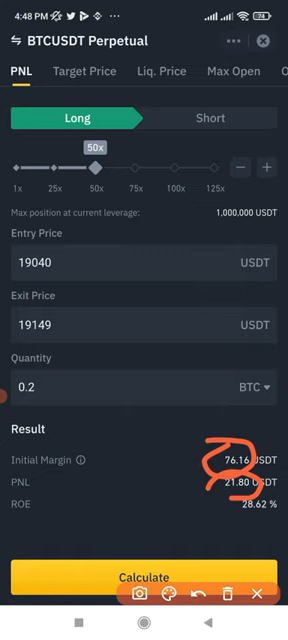 4:48 PM
74
BTCUSDT Perpetual
PNL Target Price Liq. Price Max Open
Long Short
50x
1x 25x 50x 75x 100x 125x
Max position at current leverage: 1,000,000 USDT
Entry Price
19040 USDT
Exit Price
19149 USDT
Quantity
0.2 BTC
Result
Initial Margin 76.16 USDT
PNL 21.80 USDT
ROE 28.62 %
Calculate